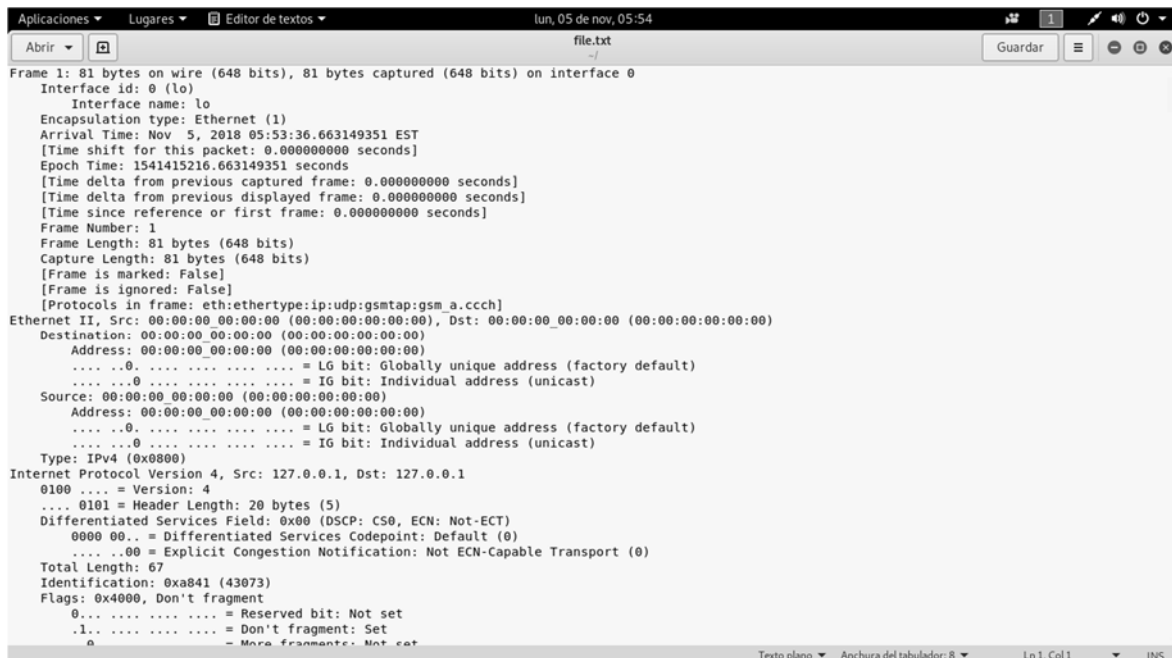 Aplicaciones Lugares Editor de textos lun, 05 de nov, 05:54 1
Abrir file.txt Guardar
~/
Frame 1: 81 bytes on wire (648 bits), 81 bytes captured (648 bits) on interface 0
Interface id: 0 (lo)
Interface name: lo
Encapsulation type: Ethernet (1)
Arrival Time: Nov  5, 2018 05:53:36.663149351 EST
[Time shift for this packet: 0.000000000 seconds]
Epoch Time: 1541415216.663149351 seconds
[Time delta from previous captured frame: 0.000000000 seconds]
[Time delta from previous displayed frame: 0.000000000 seconds]
[Time since reference or first frame: 0.000000000 seconds]
Frame Number: 1
Frame Length: 81 bytes (648 bits)
Capture Length: 81 bytes (648 bits)
[Frame is marked: False]
[Frame is ignored: False]
[Protocols in frame: eth:ethertype:ip:udp:gsmtap:gsm_a.ccch]
Ethernet II, Src: 00:00:00_00:00:00 (00:00:00:00:00:00), Dst: 00:00:00_00:00:00 (00:00:00:00:00:00)
Destination: 00:00:00_00:00:00 (00:00:00:00:00:00)
Address: 00:00:00_00:00:00 (00:00:00:00:00:00)
.... ..0. .... .... .... .... = LG bit: Globally unique address (factory default)
.... ...0 .... .... .... .... = IG bit: Individual address (unicast)
Source: 00:00:00_00:00:00 (00:00:00:00:00:00)
Address: 00:00:00_00:00:00 (00:00:00:00:00:00)
.... ..0. .... .... .... .... = LG bit: Globally unique address (factory default)
.... ...0 .... .... .... .... = IG bit: Individual address (unicast)
Type: IPv4 (0x0800)
Internet Protocol Version 4, Src: 127.0.0.1, Dst: 127.0.0.1
0100 .... = Version: 4
.... 0101 = Header Length: 20 bytes (5)
Differentiated Services Field: 0x00 (DSCP: CS0, ECN: Not-ECT)
0000 00.. = Differentiated Services Codepoint: Default (0)
.... ..00 = Explicit Congestion Notification: Not ECN-Capable Transport (0)
Total Length: 67
Identification: 0xa841 (43073)
Flags: 0x4000, Don't fragment
0... .... .... .... = Reserved bit: Not set
.1.. .... .... .... = Don't fragment: Set
..0. .... .... .... = More fragments: Not set
Texto plano Anchura del tabulador: 8 Ln 1, Col 1 INS